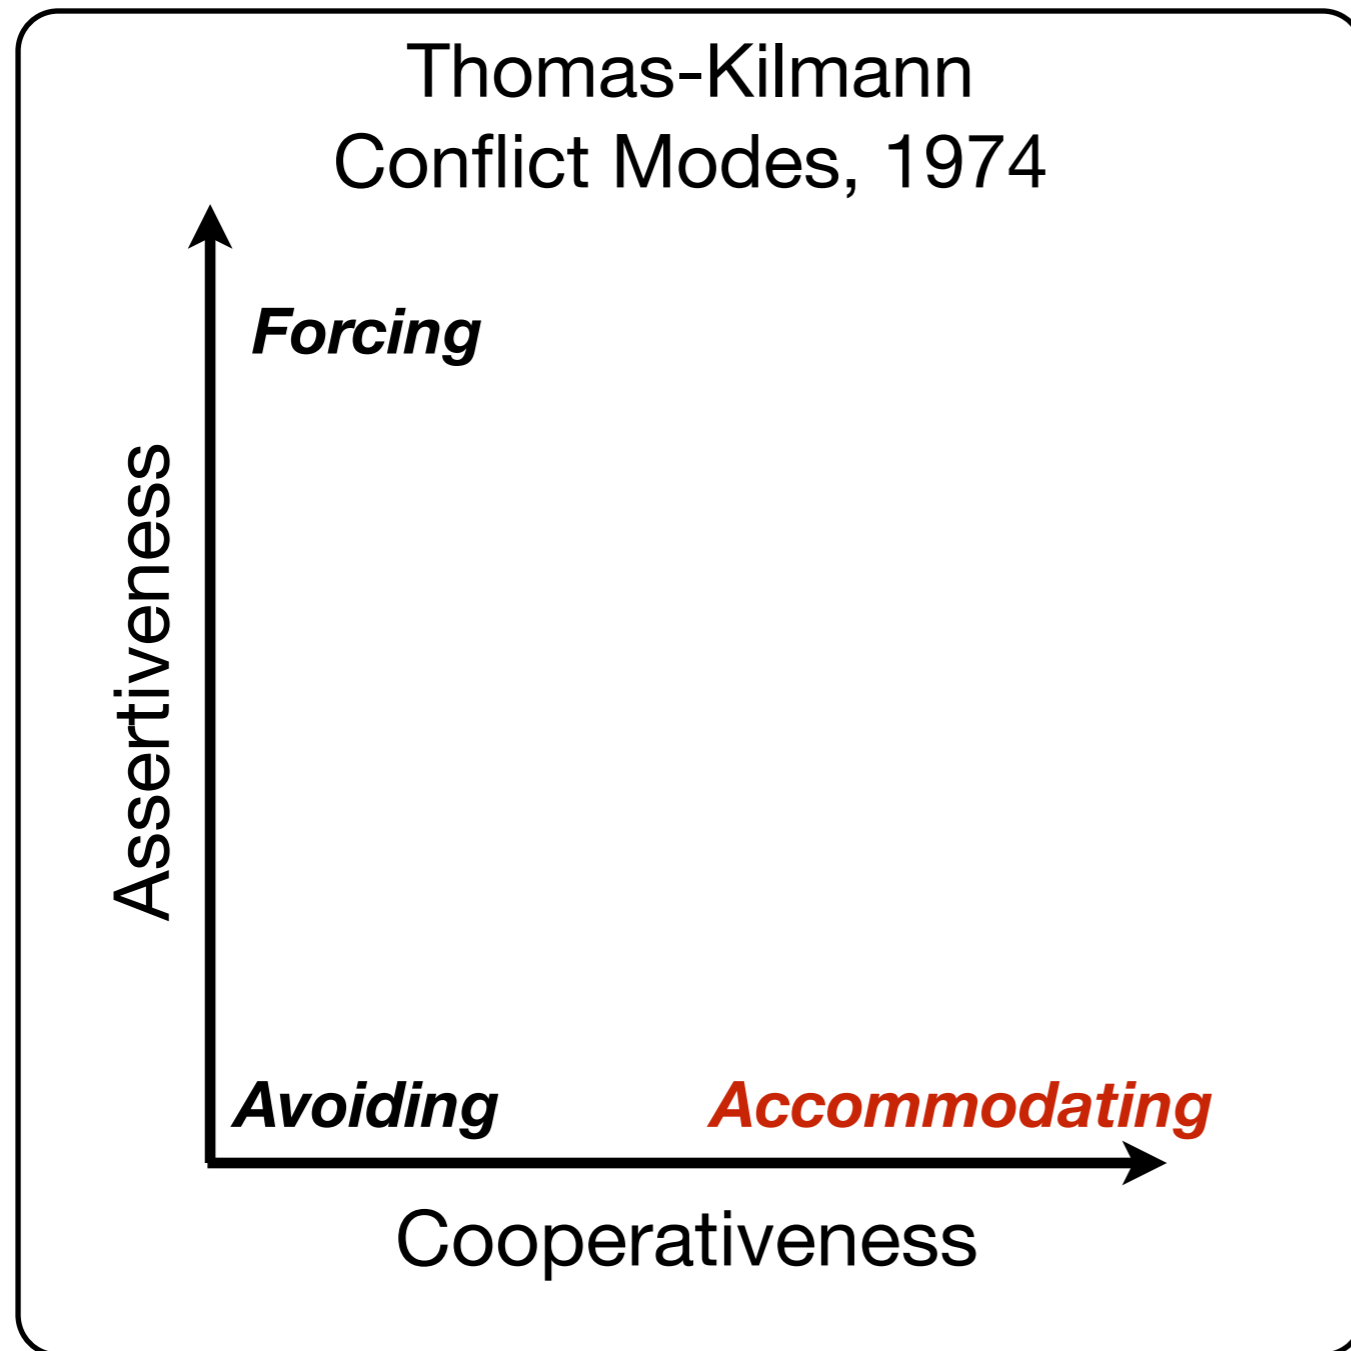 Thomas-Kilmann
Conflict Modes, 1974
Forcing
Assertiveness
Avoiding
Accommodating
Cooperativeness